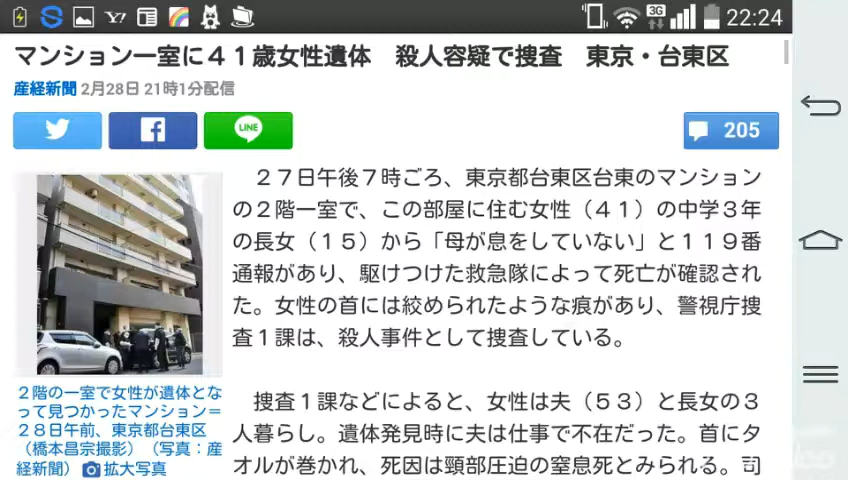 Y!
3G
22:24
マンション一室に４１歳女性遺体　殺人容疑で捜査　東京・台東区
産経新聞 2月28日 21時1分配信
LINE
205
２７日午後７時ごろ、東京都台東区台東のマンション
の２階一室で、この部屋に住む女性（４１）の中学３年
の長女（１５）から「母が息をしていない」と１１９番
通報があり、駆けつけた救急隊によって死亡が確認され
た。女性の首には絞められたような痕があり、警視庁捜
査１課は、殺人事件として捜査している。
２階の一室で女性が遺体とな
って見つかったマンション＝
２８日午前、東京都台東区
（橋本昌宗撮影）（写真：産
経新聞）拡大写真
捜査１課などによると、女性は夫（５３）と長女の３
人暮らし。遺体発見時に夫は仕事で不在だった。首にタ
オルが巻かれ、死因は頸部圧迫の窒息死とみられる。司